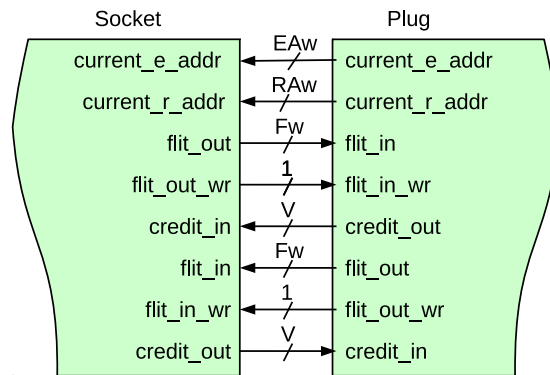 Socket Plug
current_e_addr EAw current_e_addr
current_r_addr RAw current_r_addr
flit_out Fw flit_in
flit_out_wr 1 flit_in_wr
credit_in V credit_out
flit_in Fw flit_out
flit_in_wr 1 flit_out_wr
credit_out V credit_in